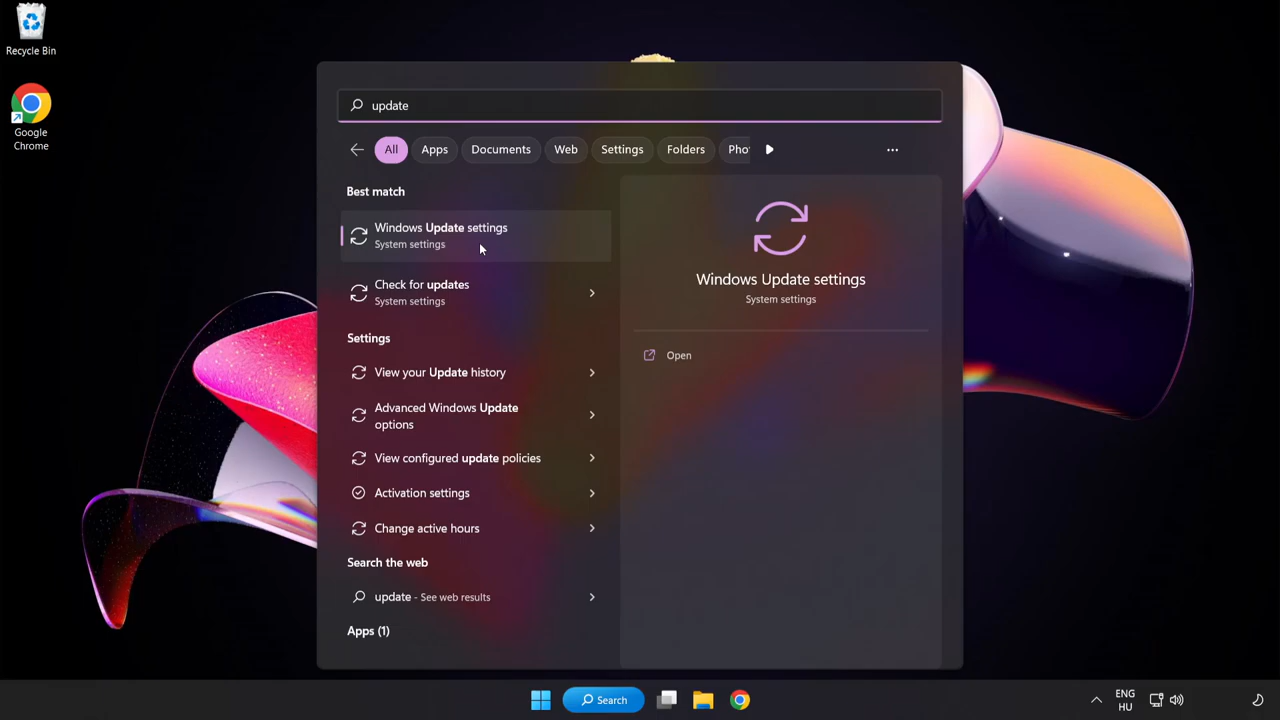 Recycle Bin
Google
Chrome
update
All
Apps
Documents
Web
Settings
Folders
Pho
Best match
Windows Update settings
System settings
Check for updates
System settings
Settings
View your Update history
Advanced Windows Update
options
View configured update policies
Activation settings
Change active hours
Search the web
update - See web results
Apps (1)
Windows Update settings
System settings
Open
Search
ENG
HU